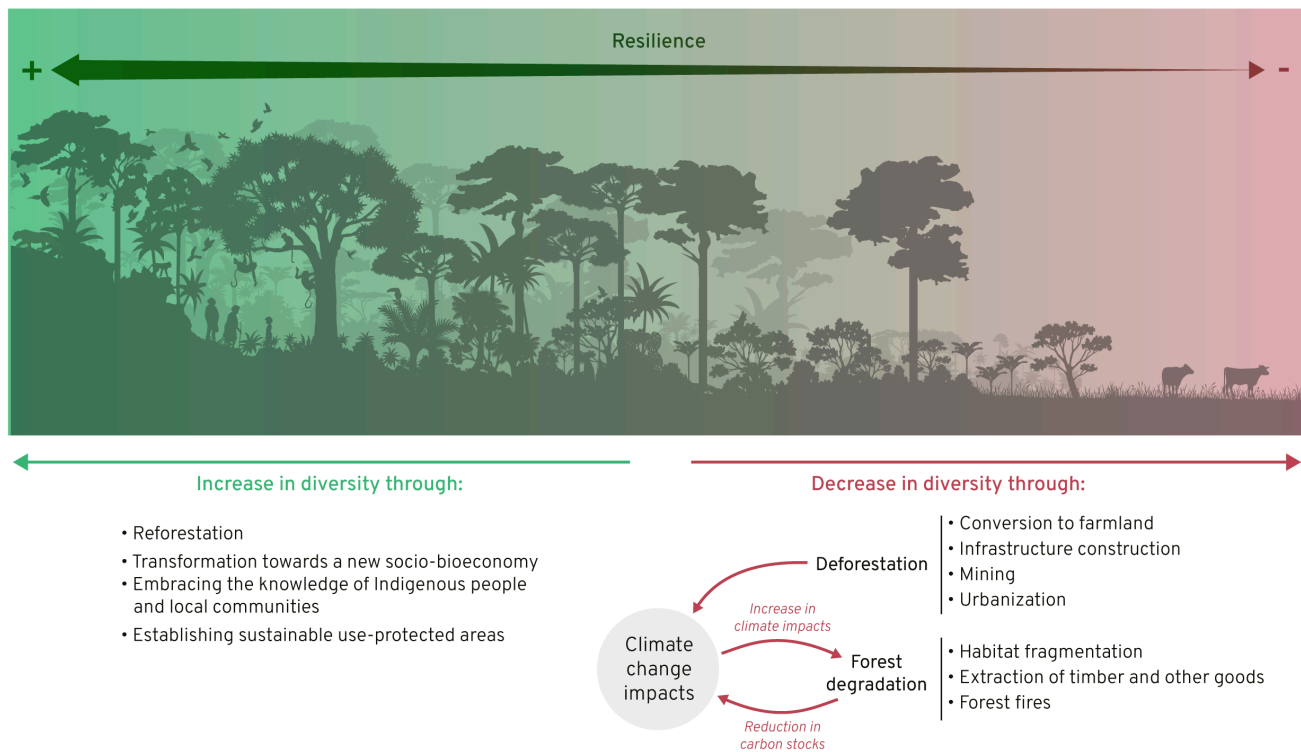 Resilience
+
-
Increase in diversity through:
• Reforestation
• Transformation towards a new socio-bioeconomy
• Embracing the knowledge of Indigenous people
and local communities
• Establishing sustainable use-protected areas
Decrease in diversity through:
Deforestation
• Conversion to farmland
• Infrastructure construction
• Mining
• Urbanization
Climate
change
impacts
Increase in
climate impacts
Forest
degradation
Reduction in
carbon stocks
• Habitat fragmentation
• Extraction of timber and other goods
• Forest fires